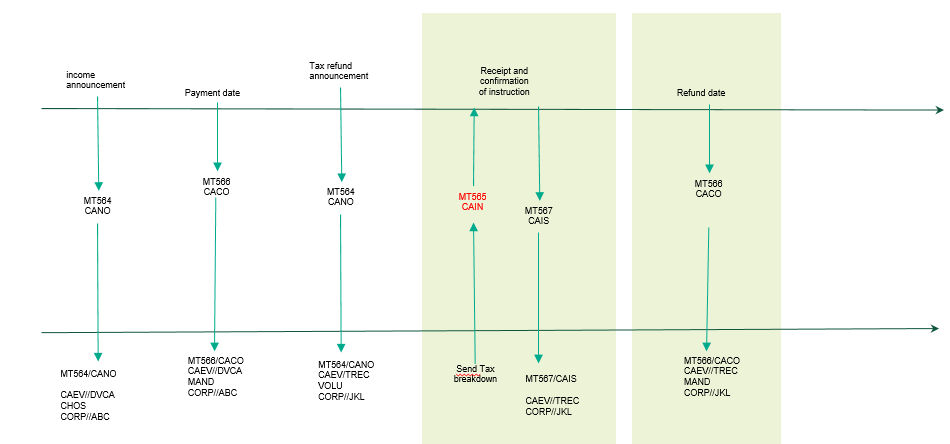 income
announcement
Payment date
Tax refund
announcement
Receipt and
confirmation
of instruction
Refund date
MT564
CANO
MT566
CACO
MT564
CANO
MT565
CAIN
MT567
CAIS
MT566
CACO
MT564/CANO
CAEV//DVCA
CHOS
CORP//ABC
MT566/CACO
CAEV//DVCA
MAND
CORP//ABC
MT564/CANO
CAEV/TREC
VOLU
CORP//JKL
Send Tax
breakdown
MT567/CAIS
CAEV//TREC
CORP//JKL
MT566/CACO
CAEV//TREC
MAND
CORP//JKL